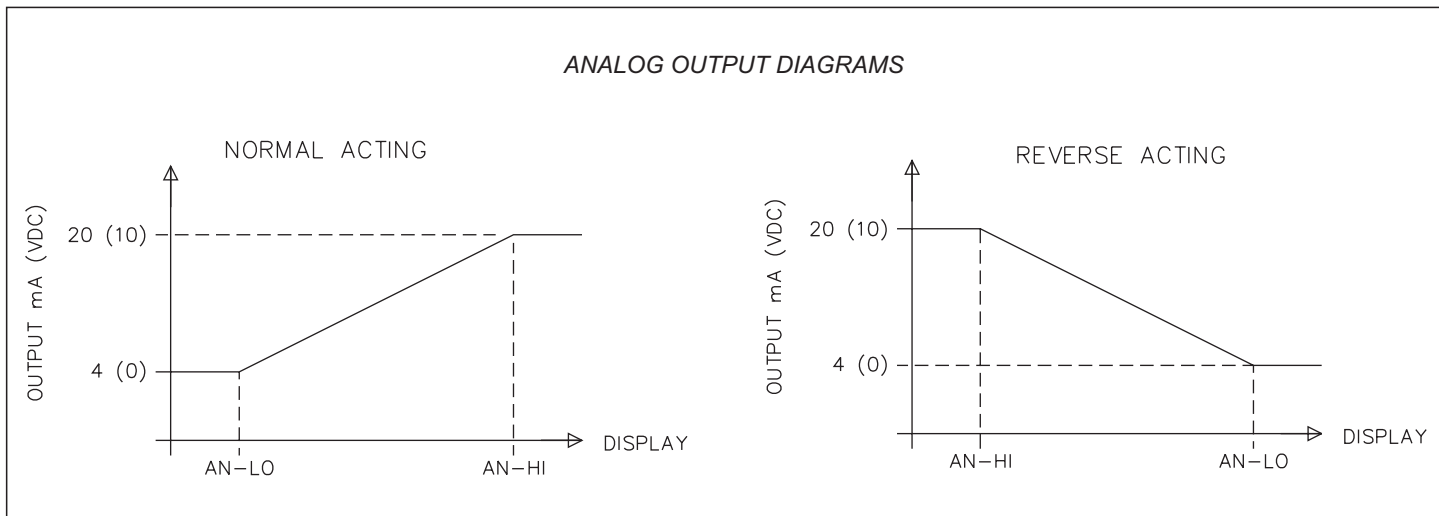 ANALOG OUTPUT DIAGRAMS
NORMAL ACTING
OUTPUT mA (VDC)
20 (10)
4 (0)
AN-LO
AN-HI
DISPLAY
REVERSE ACTING
OUTPUT mA (VDC)
20 (10)
4 (0)
AN-HI
AN-LO
DISPLAY